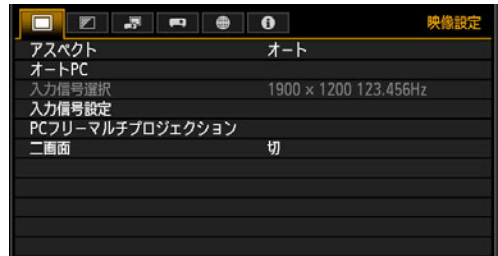 映像設定
アスペクト オート
オートPC
入力信号選択 1900 × 1200 123.456Hz
入力信号設定
PCフリーマルチプロジェクション
二画面 切